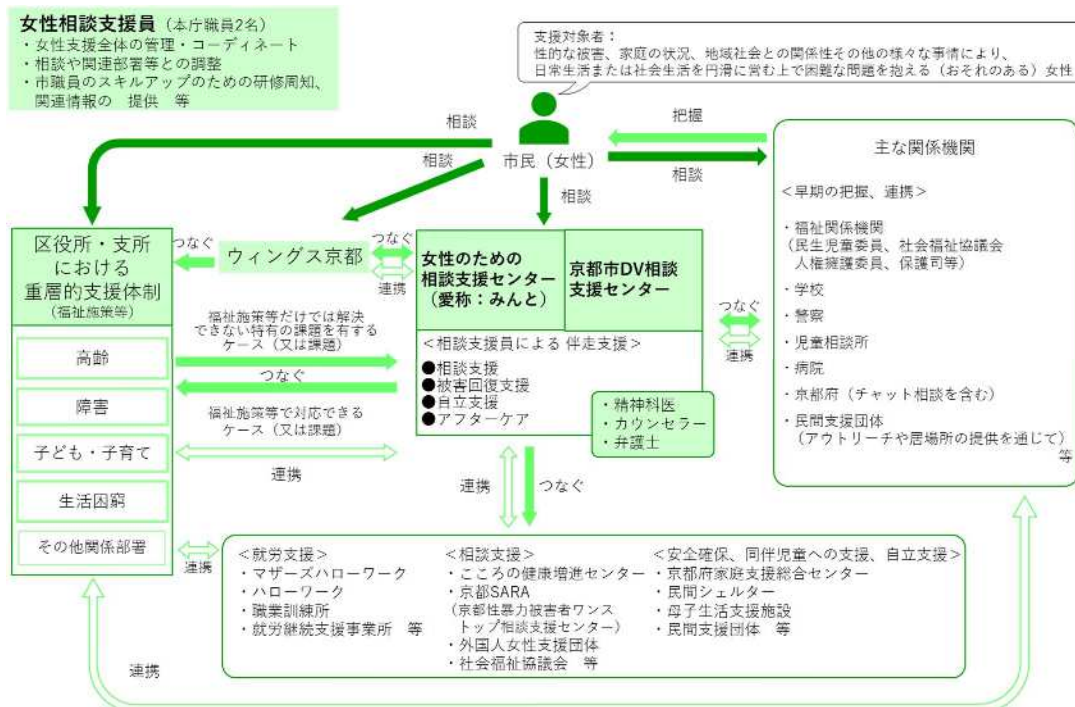 女性相談支援員（本庁職員2名）
・女性支援全体の管理・コーディネート
・相談や関連部署等との調整
・市職員のスキルアップのための研修周知、
関連情報の 提供 等
支援対象者：
性的な被害、家庭の状況、地域社会との関係性その他の様々な事情により、
日常生活または社会生活を円滑に営む上で困難な問題を抱える（おそれのある）女性
市民（女性）
相談
相談
相談
把握
相談
主な関係機関
＜早期の把握、連携＞
・福祉関係機関
（民生児童委員、社会福祉協議会
人権擁護委員、保護司等）
・学校
・警察
・児童相談所
・病院
・京都府（チャット相談を含む）
・民間支援団体
（アウトリーチや居場所の提供を通じて）
等
区役所・支所
における
重層的支援体制
（福祉施策等）
高齢
障害
子ども・子育て
生活困窮
その他関係部署
つなぐ
ウィングス京都
つなぐ
連携
女性のための
相談支援センター
（愛称：みんと）
京都市DV相談
支援センター
＜相談支援員による 伴走支援＞
●相談支援
●被害回復支援
●自立支援
●アフターケア
・精神科医
・カウンセラー
・弁護士
つなぐ
連携
福祉施策等だけでは解決
できない特有の課題を有する
ケース（又は課題）
つなぐ
福祉施策等で対応できる
ケース（又は課題）
連携
連携
つなぐ
連携
＜就労支援＞
・マザーズハローワーク
・ハローワーク
・職業訓練所
・就労継続支援事業所 等
＜相談支援＞
・こころの健康増進センター
・京都SARA
（京都性暴力被害者ワンス
トップ相談支援センター）
・外国人女性支援団体
・社会福祉協議会 等
＜安全確保、同伴児童への支援、自立支援＞
・京都府家庭支援総合センター
・民間シェルター
・母子生活支援施設
・民間支援団体 等
連携